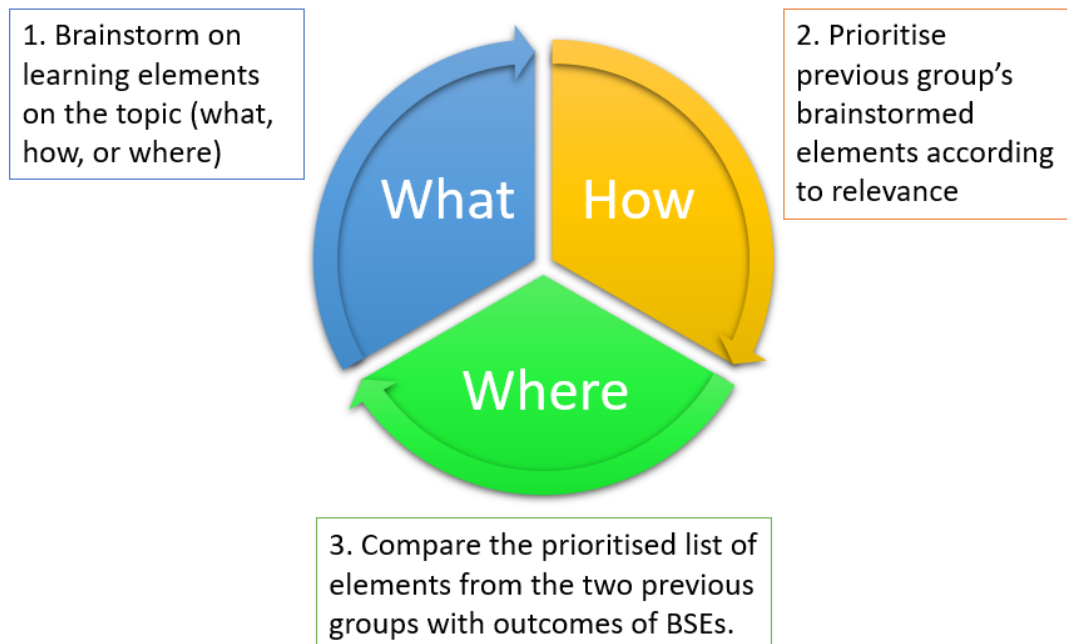 1. Brainstorm on
learning elements
on the topic (what,
how, or where)
2. Prioritise
previous group’s
brainstormed
elements according
to relevance
What
How
Where
3. Compare the prioritised list of
elements from the two previous
groups with outcomes of BSEs.